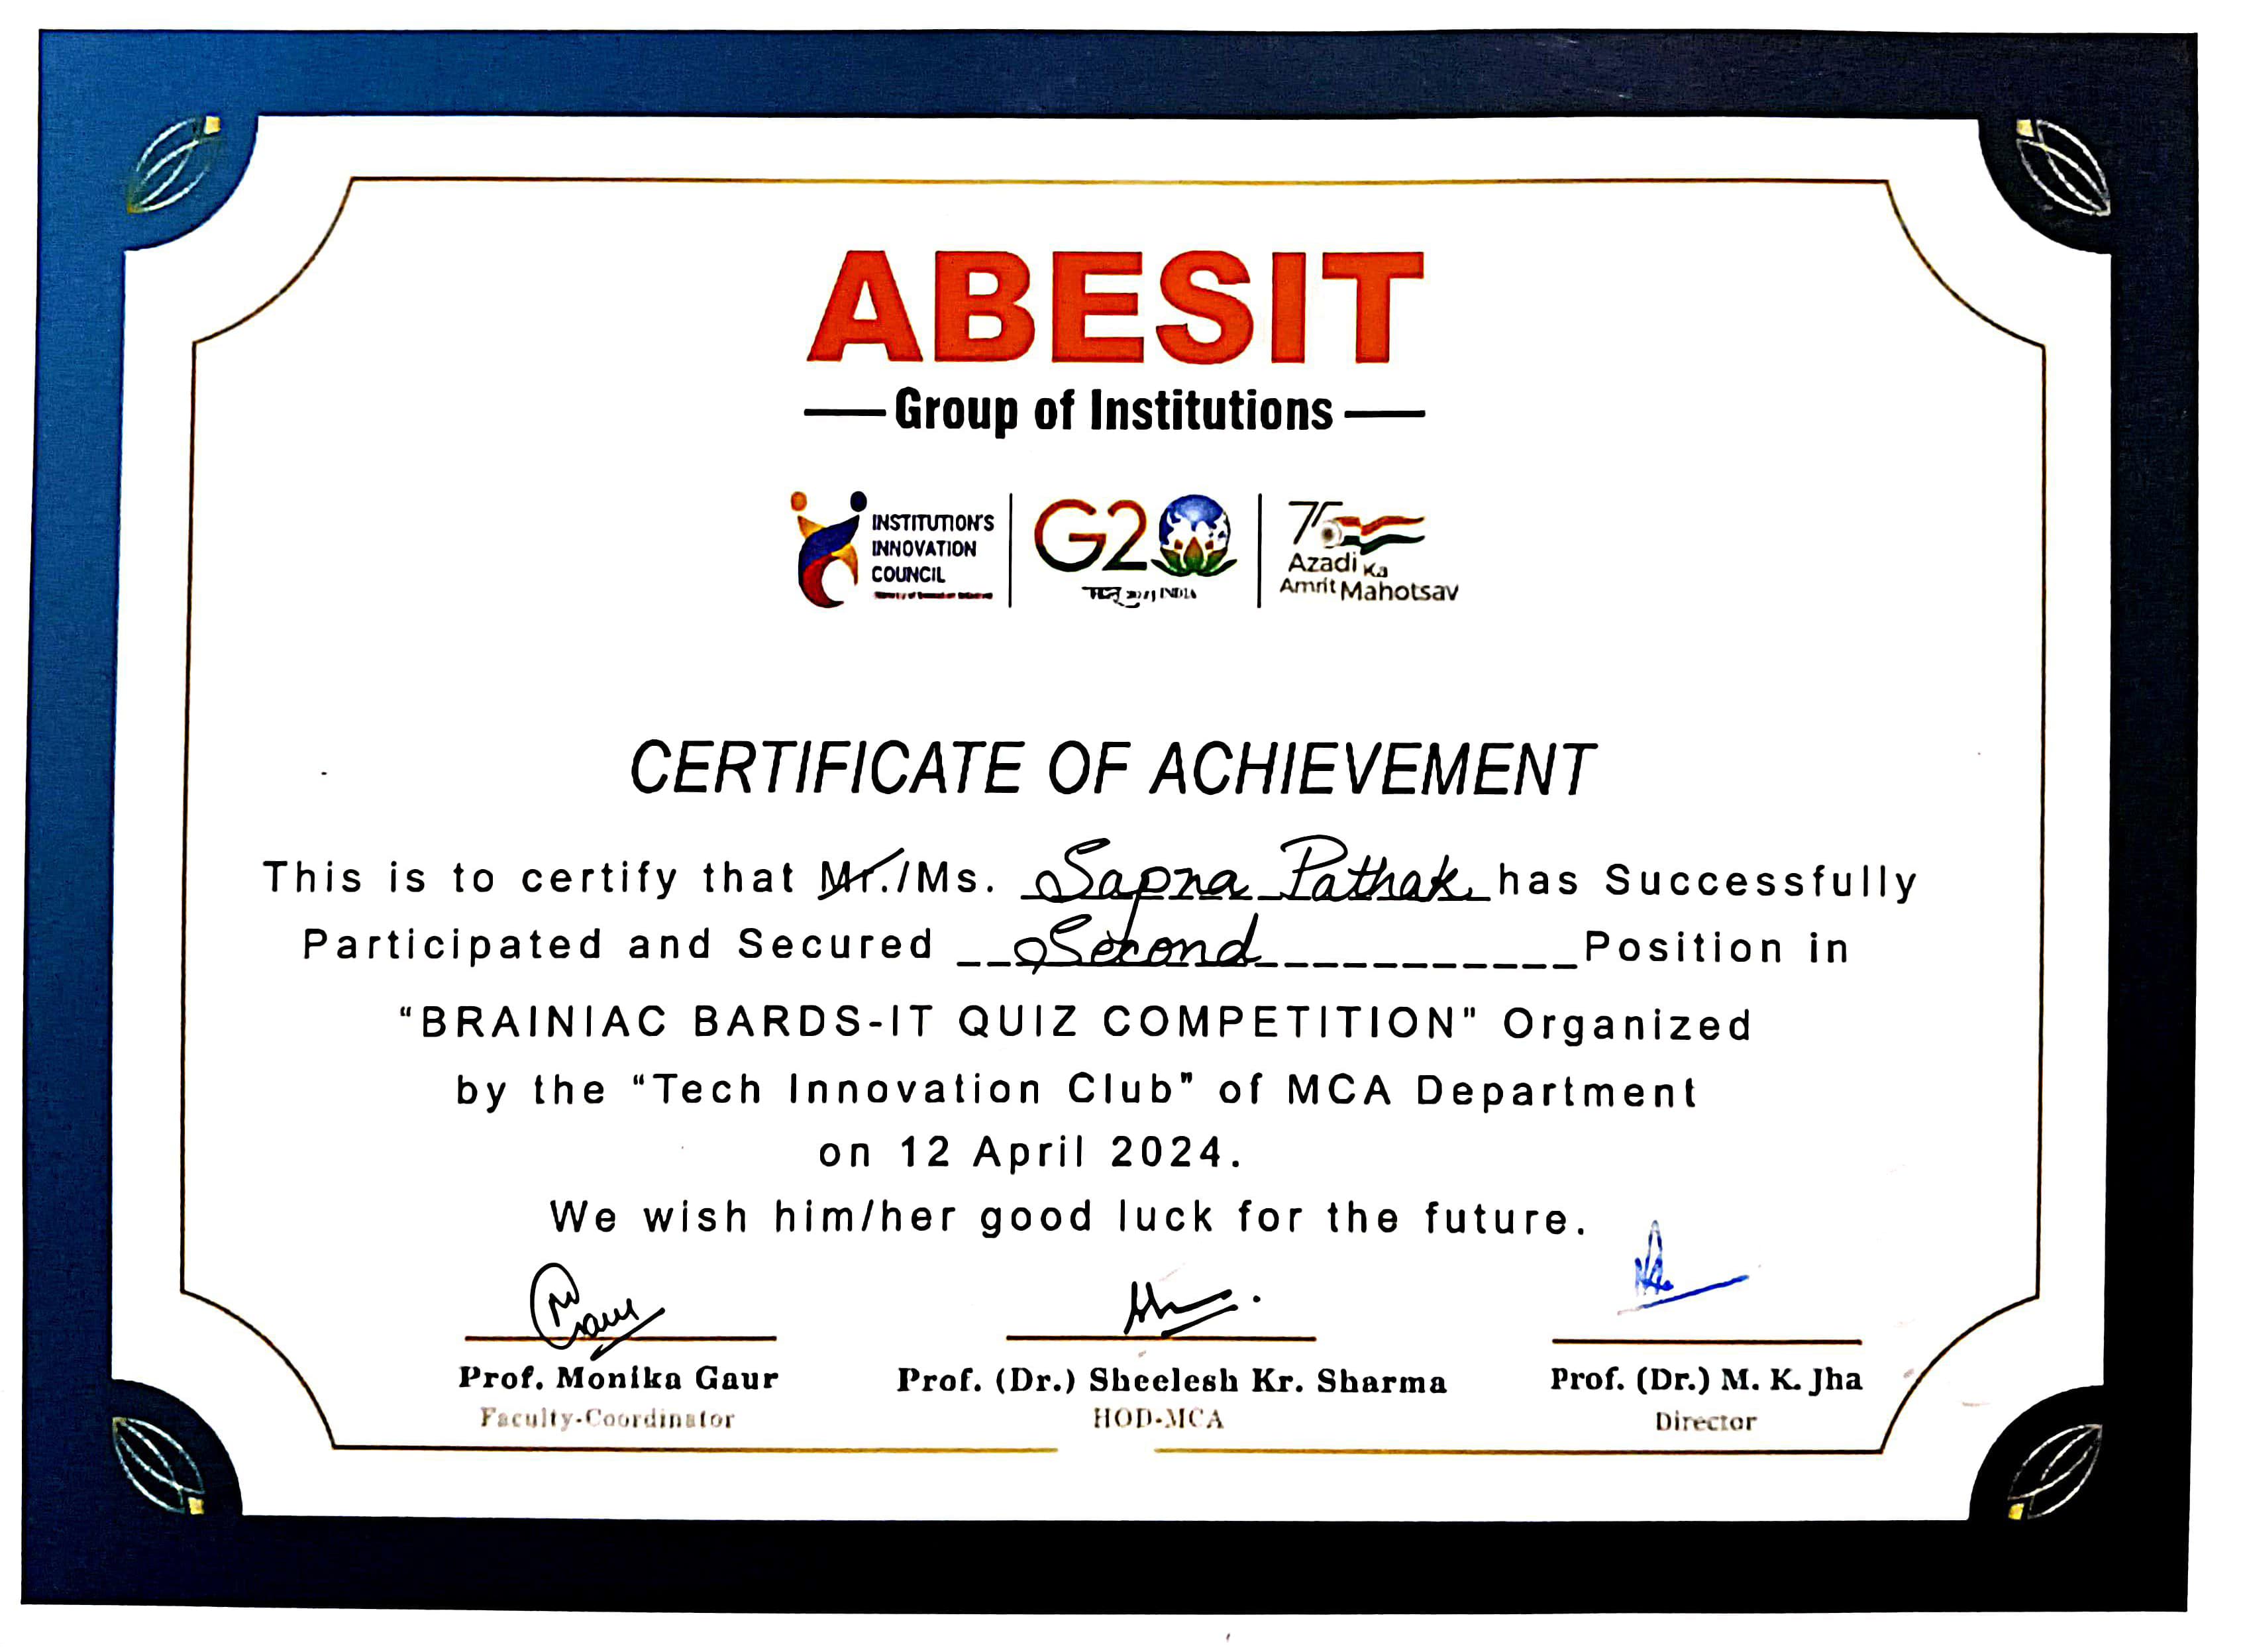 ABESIT
Group of Institutions
INSTITUTION'S
INNOVATION
COUNCIL
G20
INDIA
75
Azadi Ka
Amrit Mahotsav
CERTIFICATE OF ACHIEVEMENT
This is to certify that Mr./Ms. Sapna Pathak has Successfully
Participated and Secured Second Position in
“BRAINIAC BARDS-IT QUIZ COMPETITION” Organized
by the “Tech Innovation Club” of MCA Department
on 12 April 2024.
We wish him/her good luck for the future.
Prof. Monika Gaur
Faculty-Coordinator
Prof. (Dr.) Sheelesh Kr. Sharma
HOD-MCA
Prof. (Dr.) M. K. Jha
Director